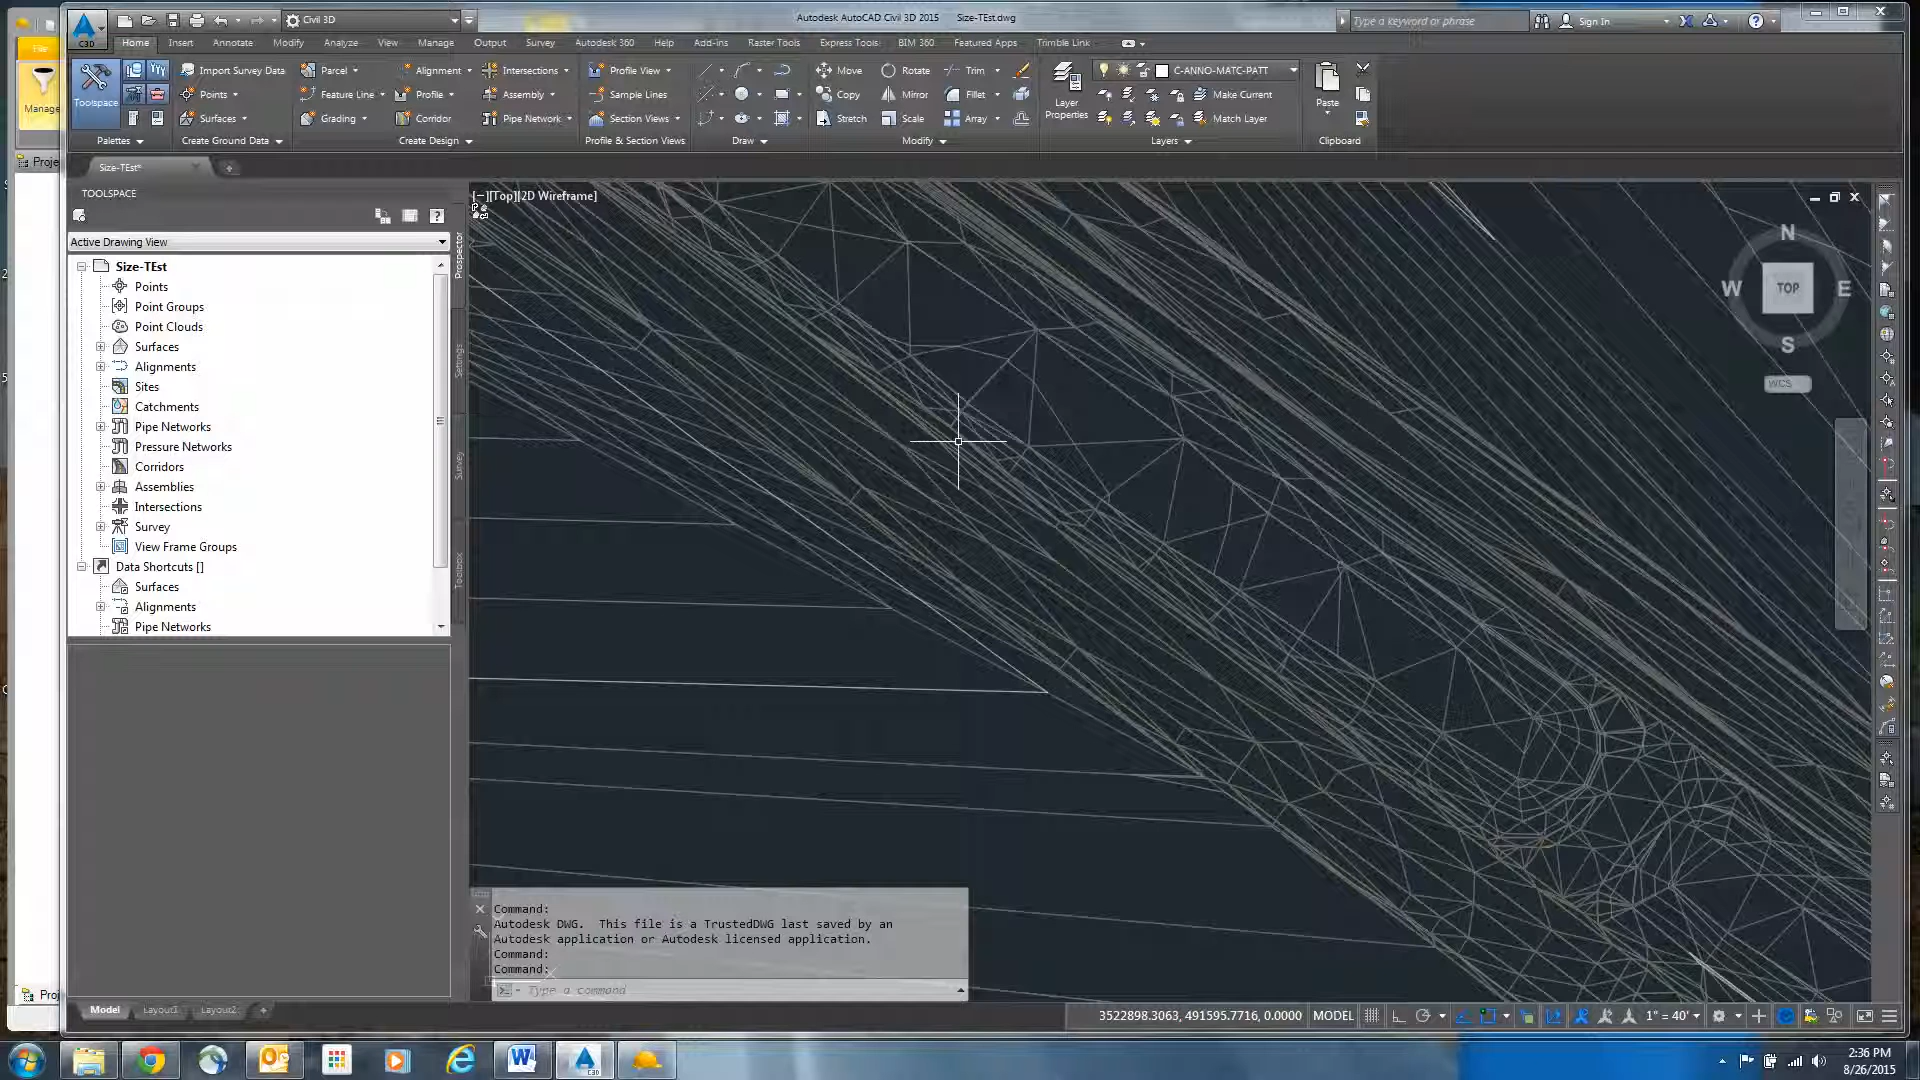 Autodesk AutoCAD Civil 3D 2015 Size-TEst.dwg
Civil 3D
Type a keyword or phrase
Sign In
C3D
File
Home Insert Annotate Modify Analyze View Manage Output Survey Autodesk 360 Help Add-ins Raster Tools Express Tools BIM 360 Featured Apps Trimble Link
Manage
Toolspace
Import Survey Data
Points
Surfaces
Parcel
Feature Line
Grading
Alignment
Profile
Corridor
Intersections
Assembly
Pipe Network
Profile View
Sample Lines
Section Views
Move
Copy
Stretch
Rotate
Mirror
Scale
Trim
Fillet
Array
Layer
Properties
C-ANNO-MATC-PATT
Make Current
Match Layer
Paste
Palettes Create Ground Data Create Design Profile & Section Views Draw Modify Layers Clipboard
Proje
Size-TEst*
TOOLSPACE
[−][Top][2D Wireframe]
Active Drawing View
Size-TEst
Points
Point Groups
Point Clouds
Surfaces
Alignments
Sites
Catchments
Pipe Networks
Pressure Networks
Corridors
Assemblies
Intersections
Survey
View Frame Groups
Data Shortcuts []
Surfaces
Alignments
Pipe Networks
Prospector
Settings
Survey
Toolbox
N
W TOP E
S
WCS
Command:
Autodesk DWG. This file is a TrustedDWG last saved by an
Autodesk application or Autodesk licensed application.
Command:
Command:
Type a command
Proj
Model Layout1 Layout2
3522898.3063, 491595.7716, 0.0000 MODEL 1" = 40'
2:36 PM
8/26/2015